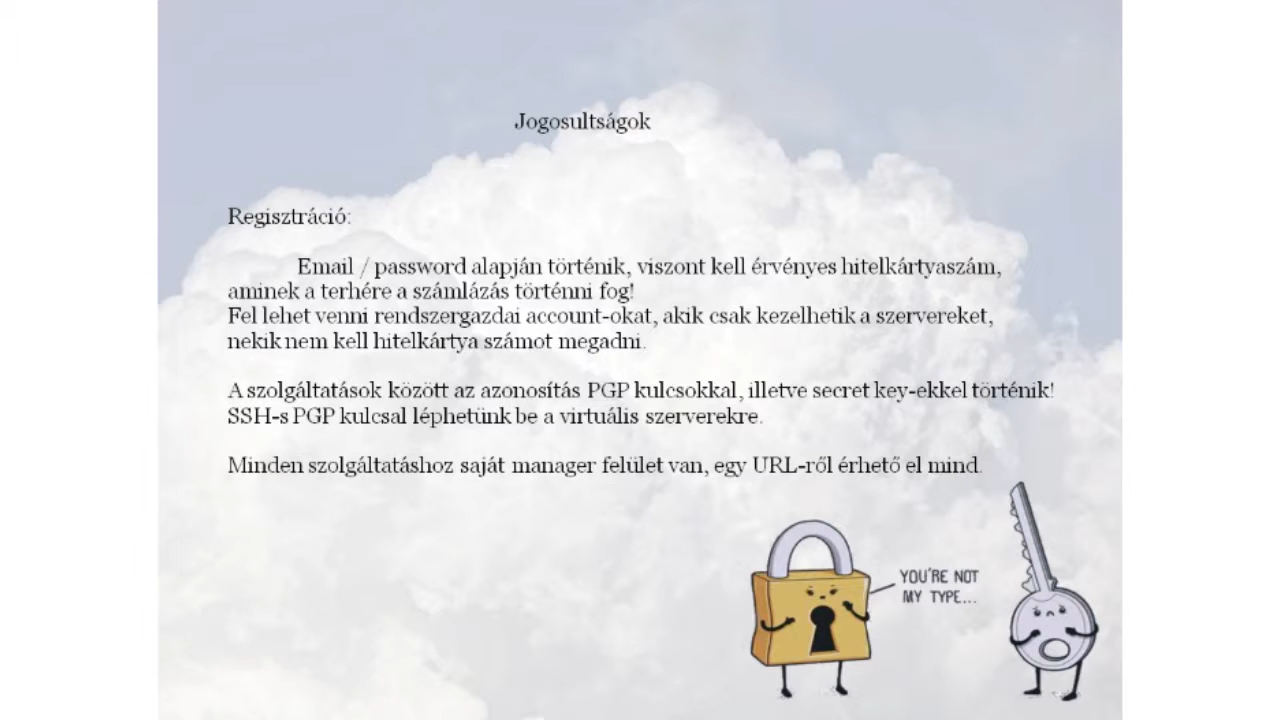 Jogosultságok
Regisztráció:
Email / password alapján történik, viszont kell érvényes hitelkártyaszám,
aminek a terhére a számlázás történni fog!
Fel lehet venni rendszergazdai account-okat, akik csak kezelhetik a szervereket,
nekik nem kell hitelkártya számot megadni.
A szolgáltatások között az azonosítás PGP kulcsokkal, illetve secret key-ekkel történik!
SSH-s PGP kulcsal léphetünk be a virtuális szerverekre.
Minden szolgáltatáshoz saját manager felület van, egy URL-ről érhető el mind.
YOU'RE NOT
MY TYPE...